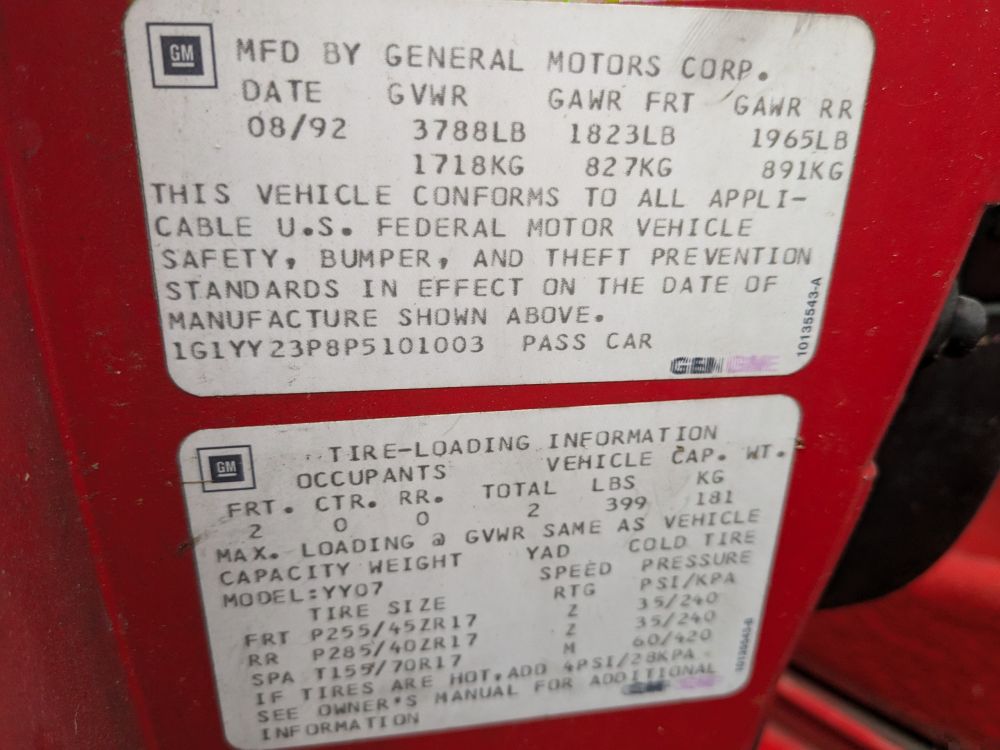 GM
MFD BY GENERAL MOTORS CORP.
DATE GVWR GAWR FRT GAWR RR
08/92 3788LB 1823LB 1965LB
1718KG 827KG 891KG
THIS VEHICLE CONFORMS TO ALL APPLI-
CABLE U.S. FEDERAL MOTOR VEHICLE
SAFETY, BUMPER, AND THEFT PREVENTION
STANDARDS IN EFFECT ON THE DATE OF
MANUFACTURE SHOWN ABOVE.
1G1YY23P8P5101003 PASS CAR
10135543-A
GM
TIRE-LOADING INFORMATION
OCCUPANTS VEHICLE CAP. WT.
FRT. CTR. RR. TOTAL LBS KG
2 0 0 2 399 181
MAX. LOADING @ GVWR SAME AS VEHICLE
CAPACITY WEIGHT YAD COLD TIRE
MODEL:YY07 SPEED PRESSURE
TIRE SIZE RTG PSI/KPA
FRT P255/45ZR17 Z 35/240
RR P285/40ZR17 Z 35/240
SPA T155/70R17 M 60/420
IF TIRES ARE HOT,ADD 4PSI/28KPA
SEE OWNER'S MANUAL FOR ADDITIONAL
INFORMATION